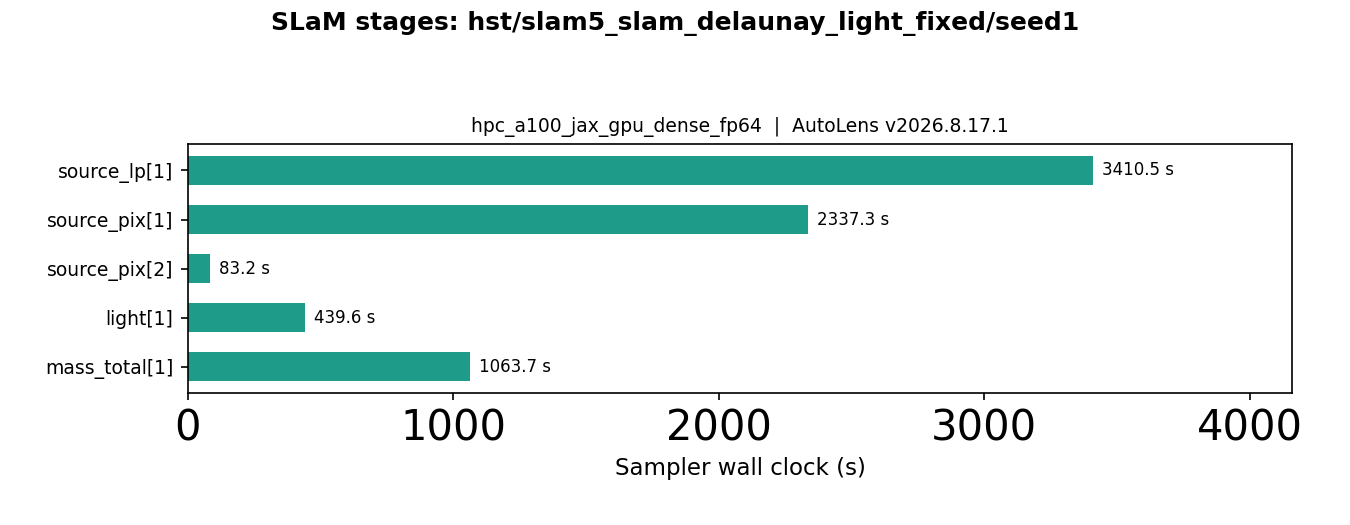 SLaM stages: hst/slam5_slam_delaunay_light_fixed/seed1
hpc_a100_jax_gpu_dense_fp64 | AutoLens v2026.8.17.1
source_lp[1] 3410.5 s
source_pix[1] 2337.3 s
source_pix[2] 83.2 s
light[1] 439.6 s
mass_total[1] 1063.7 s
0 1000 2000 3000 4000
Sampler wall clock (s)